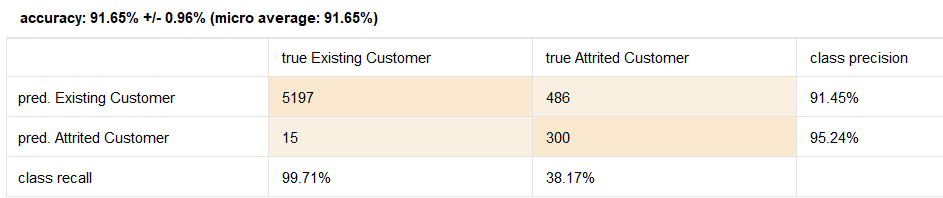 accuracy: 91.65% +/- 0.96% (micro average: 91.65%)
true Existing Customer true Attrited Customer class precision
pred. Existing Customer 5197 486 91.45%
pred. Attrited Customer 15 300 95.24%
class recall 99.71% 38.17%